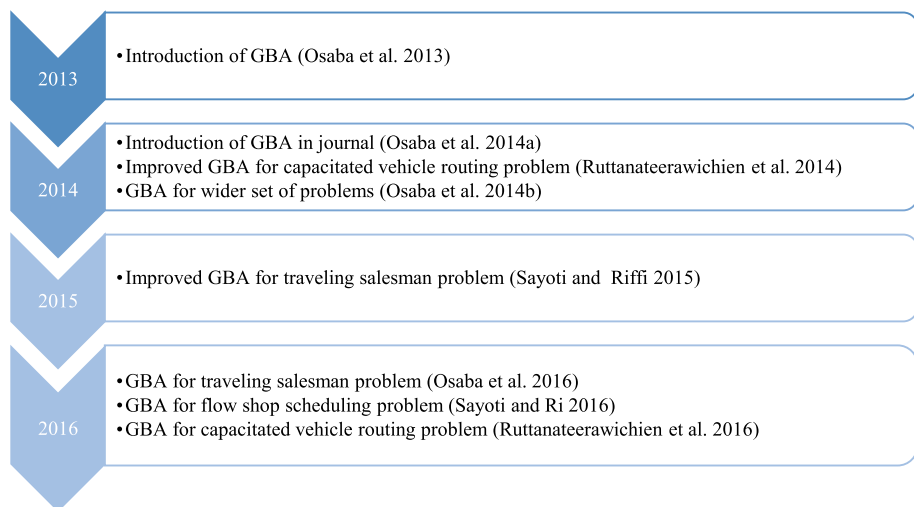 2013
•Introduction of GBA (Osaba et al. 2013)
2014
•Introduction of GBA in journal (Osaba et al. 2014a)
•Improved GBA for capacitated vehicle routing problem (Ruttanateerawichien et al. 2014)
•GBA for wider set of problems (Osaba et al. 2014b)
2015
•Improved GBA for traveling salesman problem (Sayoti and Riffi 2015)
2016
•GBA for traveling salesman problem (Osaba et al. 2016)
•GBA for flow shop scheduling problem (Sayoti and Ri 2016)
•GBA for capacitated vehicle routing problem (Ruttanateerawichien et al. 2016)